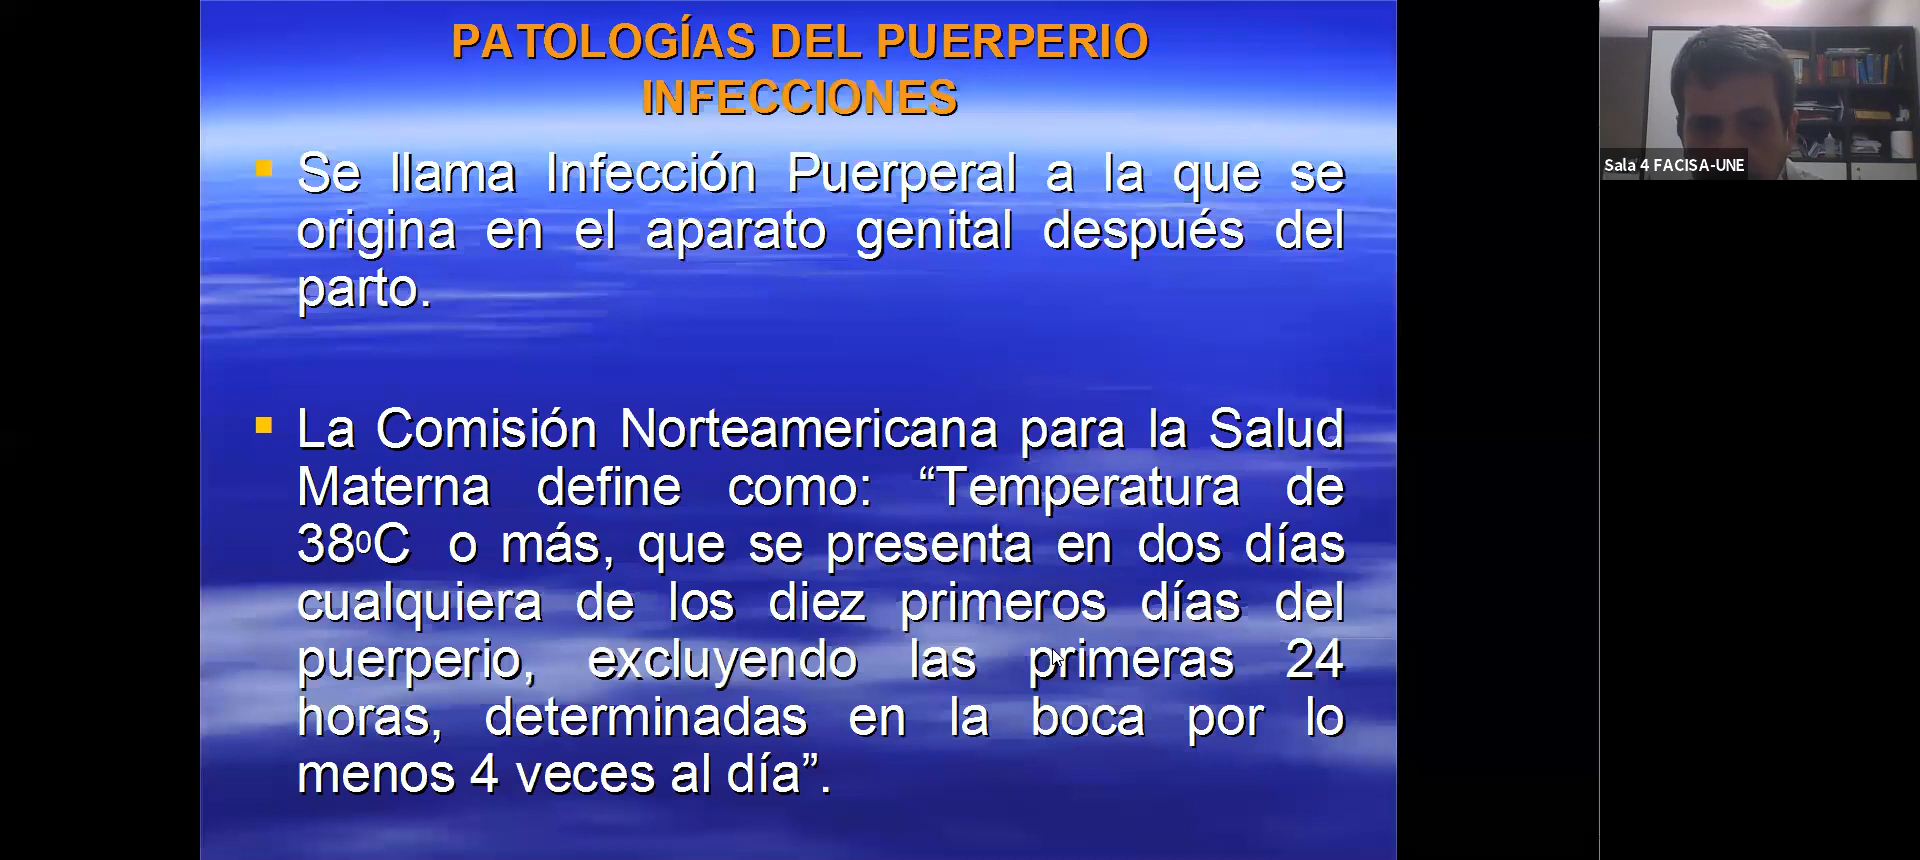 PATOLOGÍAS DEL PUERPERIO
INFECCIONES
Se llama Infección Puerperal a la que se
origina en el aparato genital después del
parto.
La Comisión Norteamericana para la Salud
Materna define como: “Temperatura de
38⁰C o más, que se presenta en dos días
cualquiera de los diez primeros días del
puerperio, excluyendo las primeras 24
horas, determinadas en la boca por lo
menos 4 veces al día”.
Sala 4 FACISA-UNE